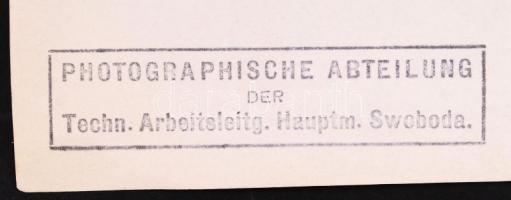 PHOTOGRAPHISCHE ABTEILUNG
DER
Techn. Arbeitsleitg. Hauptm. Swoboda.